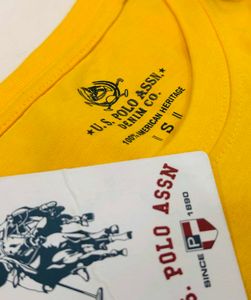 ★ U.S. POLO ASSN. ★
DENIM CO.
100% AMERICAN HERITAGE
|| S ||
S. POLO ASSN
SINCE 1890
P